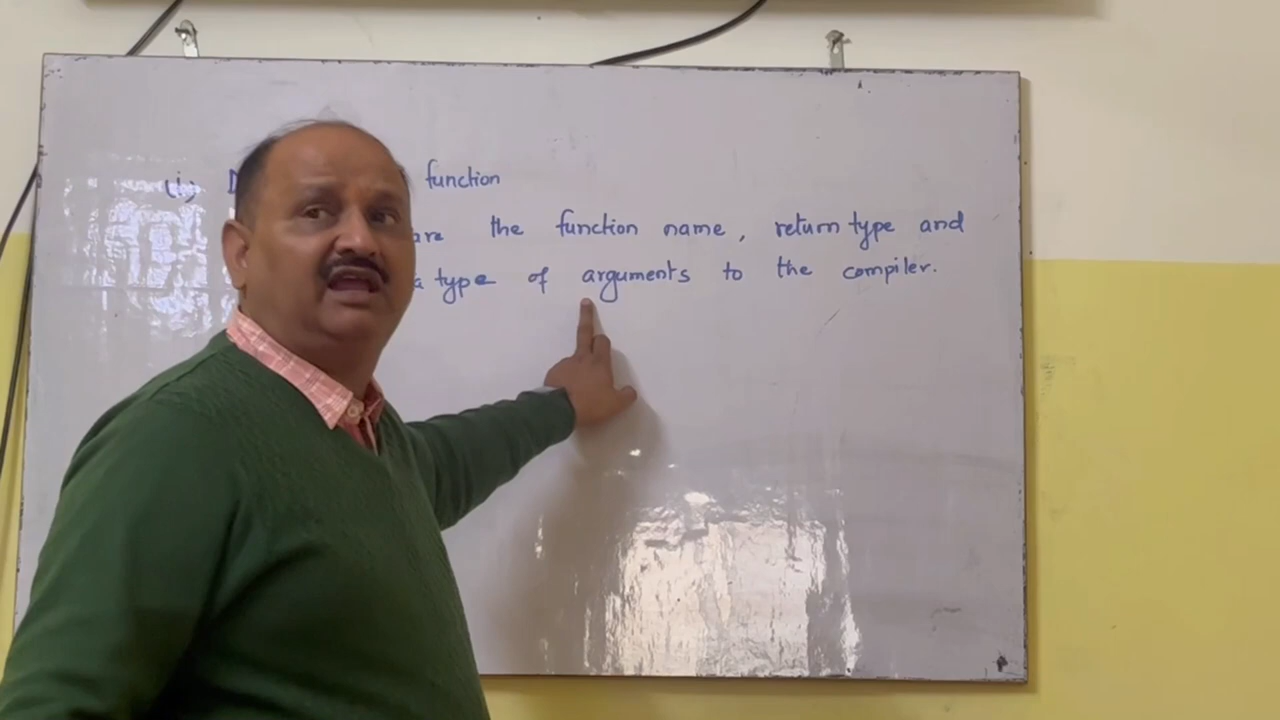 (i) function
the function name, return type and
type of arguments to the compiler.